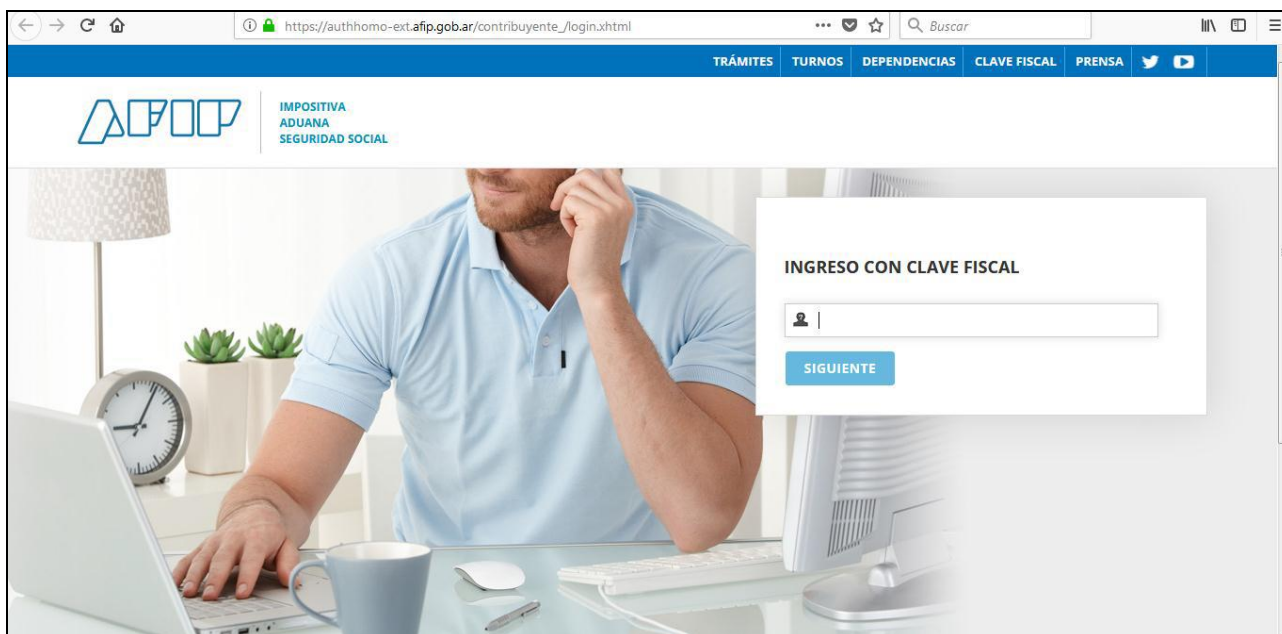 https://authhomo-ext.afip.gob.ar/contribuyente_/login.xhtml
Buscar
TRÁMITES TURNOS DEPENDENCIAS CLAVE FISCAL PRENSA
AFIP
IMPOSITIVA
ADUANA
SEGURIDAD SOCIAL
INGRESO CON CLAVE FISCAL
SIGUIENTE